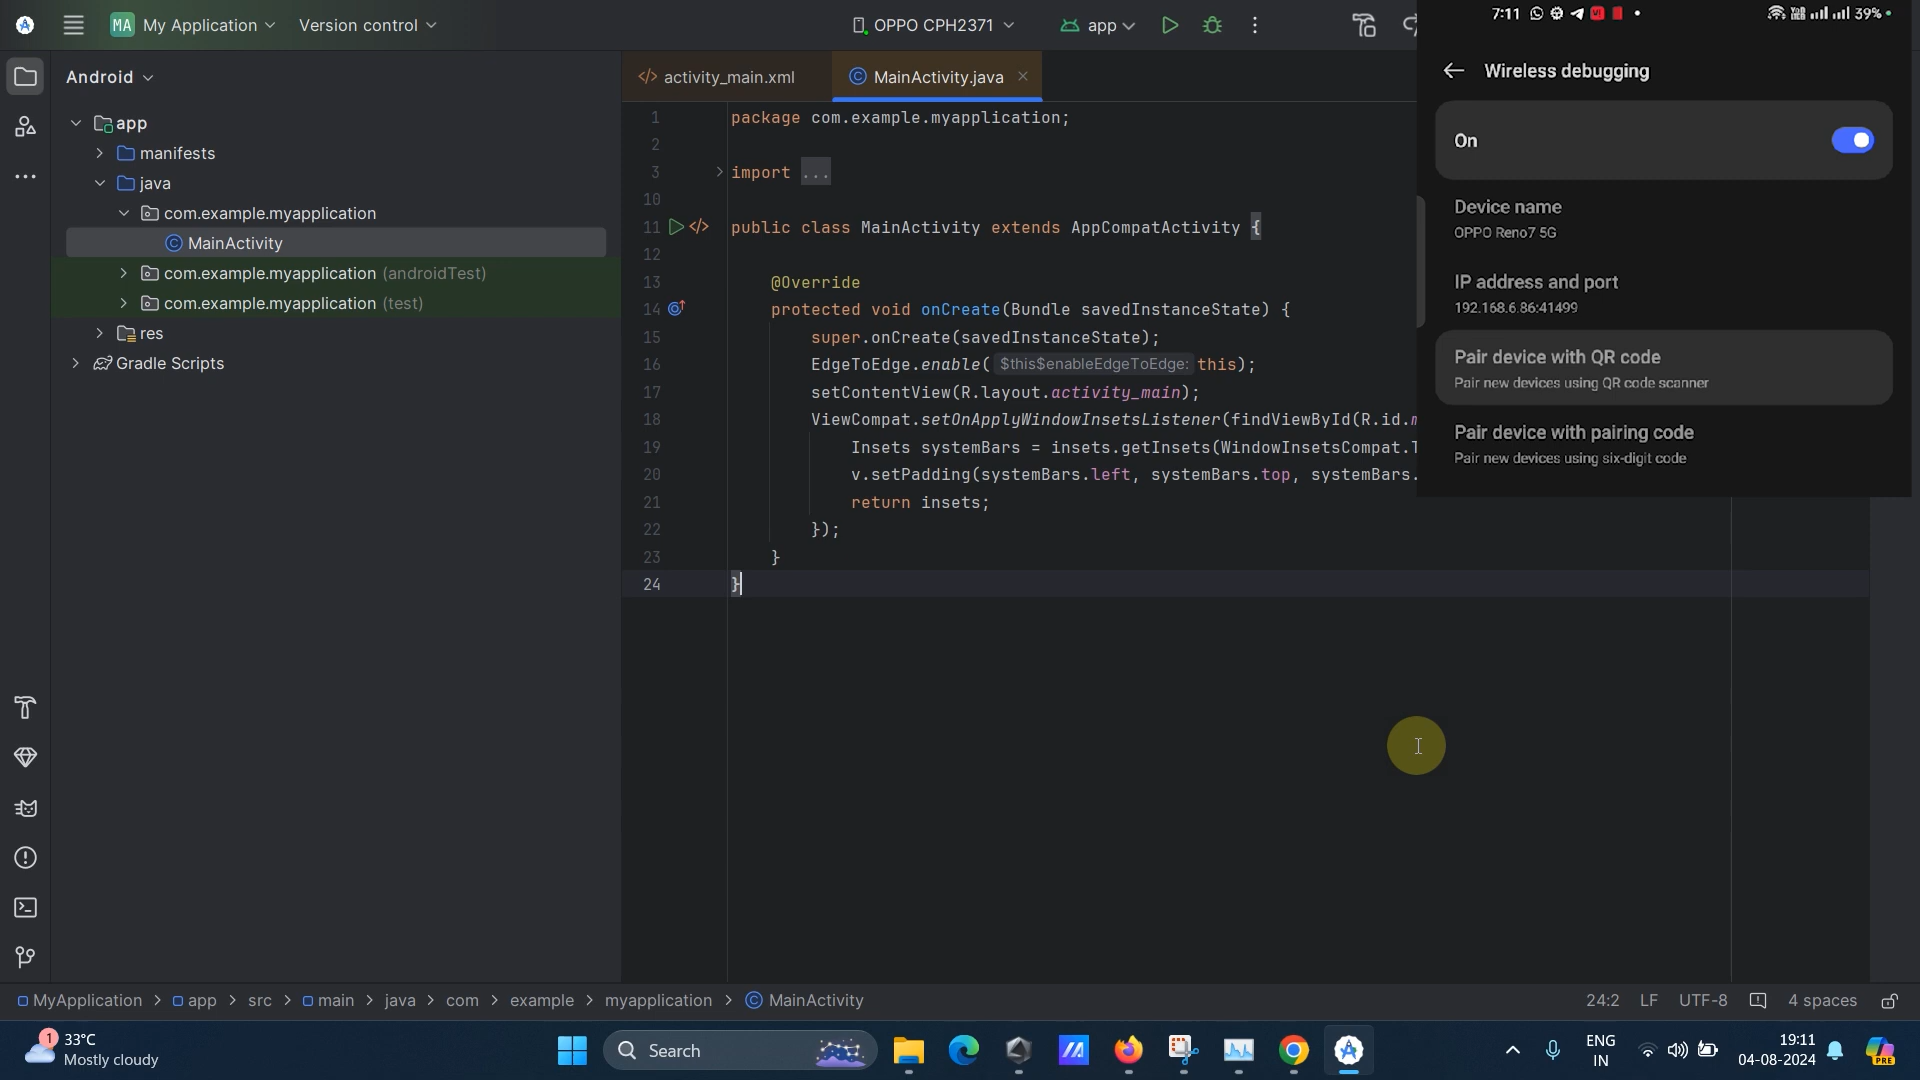 MA My Application Version control OPPO CPH2371 app
7:11 39%
Android
activity_main.xml MainActivity.java
Wireless debugging
On
Device name
OPPO Reno7 5G
IP address and port
192.168.6.86:41499
Pair device with QR code
Pair new devices using QR code scanner
Pair device with pairing code
Pair new devices using six-digit code
app
manifests
java
com.example.myapplication
MainActivity
com.example.myapplication (androidTest)
com.example.myapplication (test)
res
Gradle Scripts
1 package com.example.myapplication;
2
3 import ...
10
11 public class MainActivity extends AppCompatActivity {
12
13 @Override
14 protected void onCreate(Bundle savedInstanceState) {
15 super.onCreate(savedInstanceState);
16 EdgeToEdge.enable( $this$enableEdgeToEdge: this);
17 setContentView(R.layout.activity_main);
18 ViewCompat.setOnApplyWindowInsetsListener(findViewById(R.id.
19 Insets systemBars = insets.getInsets(WindowInsetsCompat.
20 v.setPadding(systemBars.left, systemBars.top, systemBars.
21 return insets;
22 });
23 }
24 }
MyApplication > app > src > main > java > com > example > myapplication > MainActivity
24:2 LF UTF-8 4 spaces
1 33°C
Mostly cloudy
Search
ENG
IN
19:11
04-08-2024
PRE